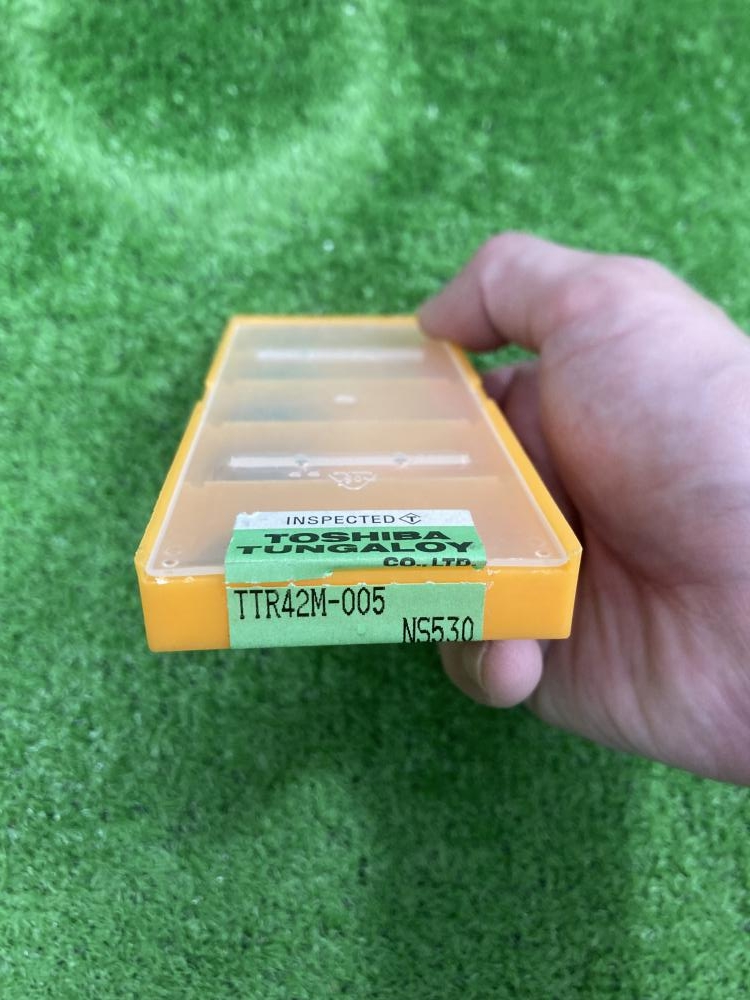 INSPECTED T
TOSHIBA
TUNGALOY
CO., LTD.
TTR42M-005
NS530